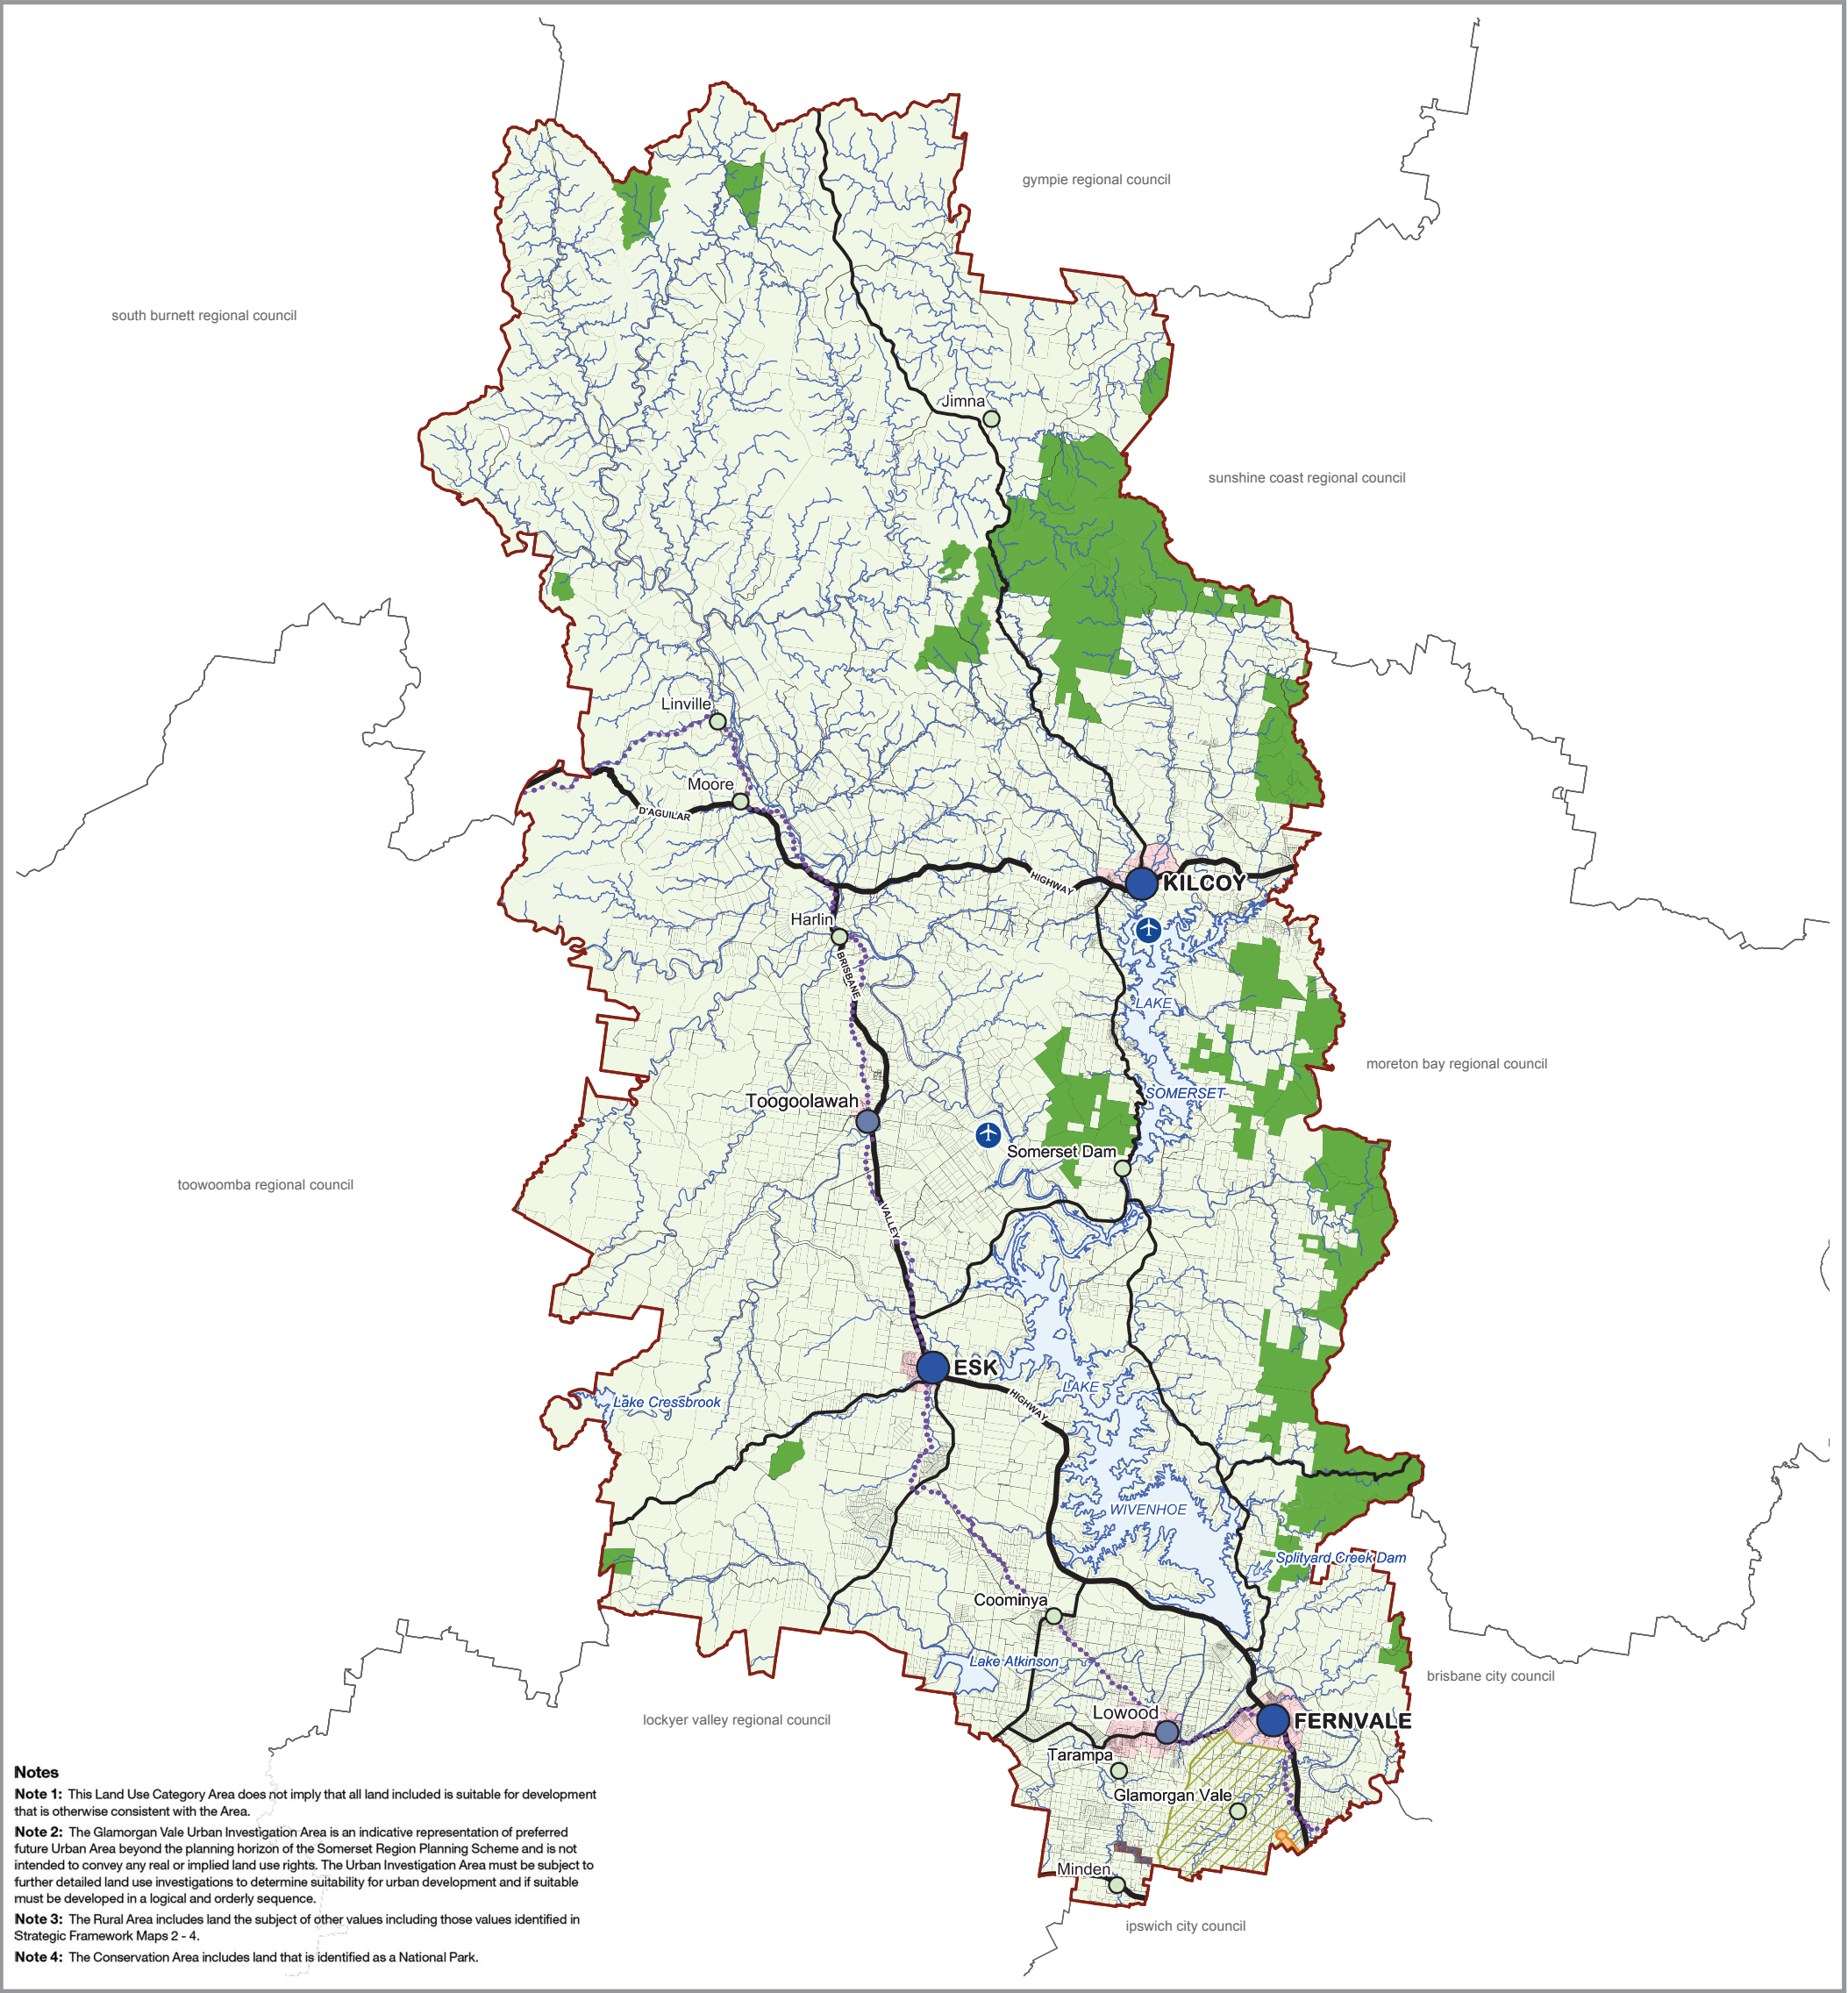 gympie regional council
south burnett regional council
Jimna
sunshine coast regional council
Linville
Moore
D'AGUILAR
HIGHWAY
KILCOY
Harlin
BRISBANE
LAKE
moreton bay regional council
SOMERSET
Toogoolawah
Somerset Dam
toowoomba regional council
VALLEY
ESK
LAKE
HIGHWAY
Lake Cressbrook
WIVENHOE
Splityard Creek Dam
Coominya
Lake Atkinson
brisbane city council
lockyer valley regional council
Lowood
FERNVALE
Tarampa
Glamorgan Vale
Minden
ipswich city council
Notes
Note 1: This Land Use Category Area does not imply that all land included is suitable for development
that is otherwise consistent with the Area.
Note 2: The Glamorgan Vale Urban Investigation Area is an indicative representation of preferred
future Urban Area beyond the planning horizon of the Somerset Region Planning Scheme and is not
intended to convey any real or implied land use rights. The Urban Investigation Area must be subject to
further detailed land use investigations to determine suitability for urban development and if suitable
must be developed in a logical and orderly sequence.
Note 3: The Rural Area includes land the subject of other values including those values identified in
Strategic Framework Maps 2 - 4.
Note 4: The Conservation Area includes land that is identified as a National Park.